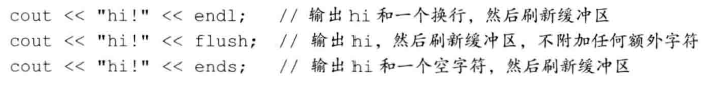 cout << "hi!" << endl;   // 输出 hi 和一个换行，然后刷新缓冲区
cout << "hi!" << flush;  // 输出 hi，然后刷新缓冲区，不附加任何额外字符
cout << "hi!" << ends;   // 输出 hi 和一个空字符，然后刷新缓冲区